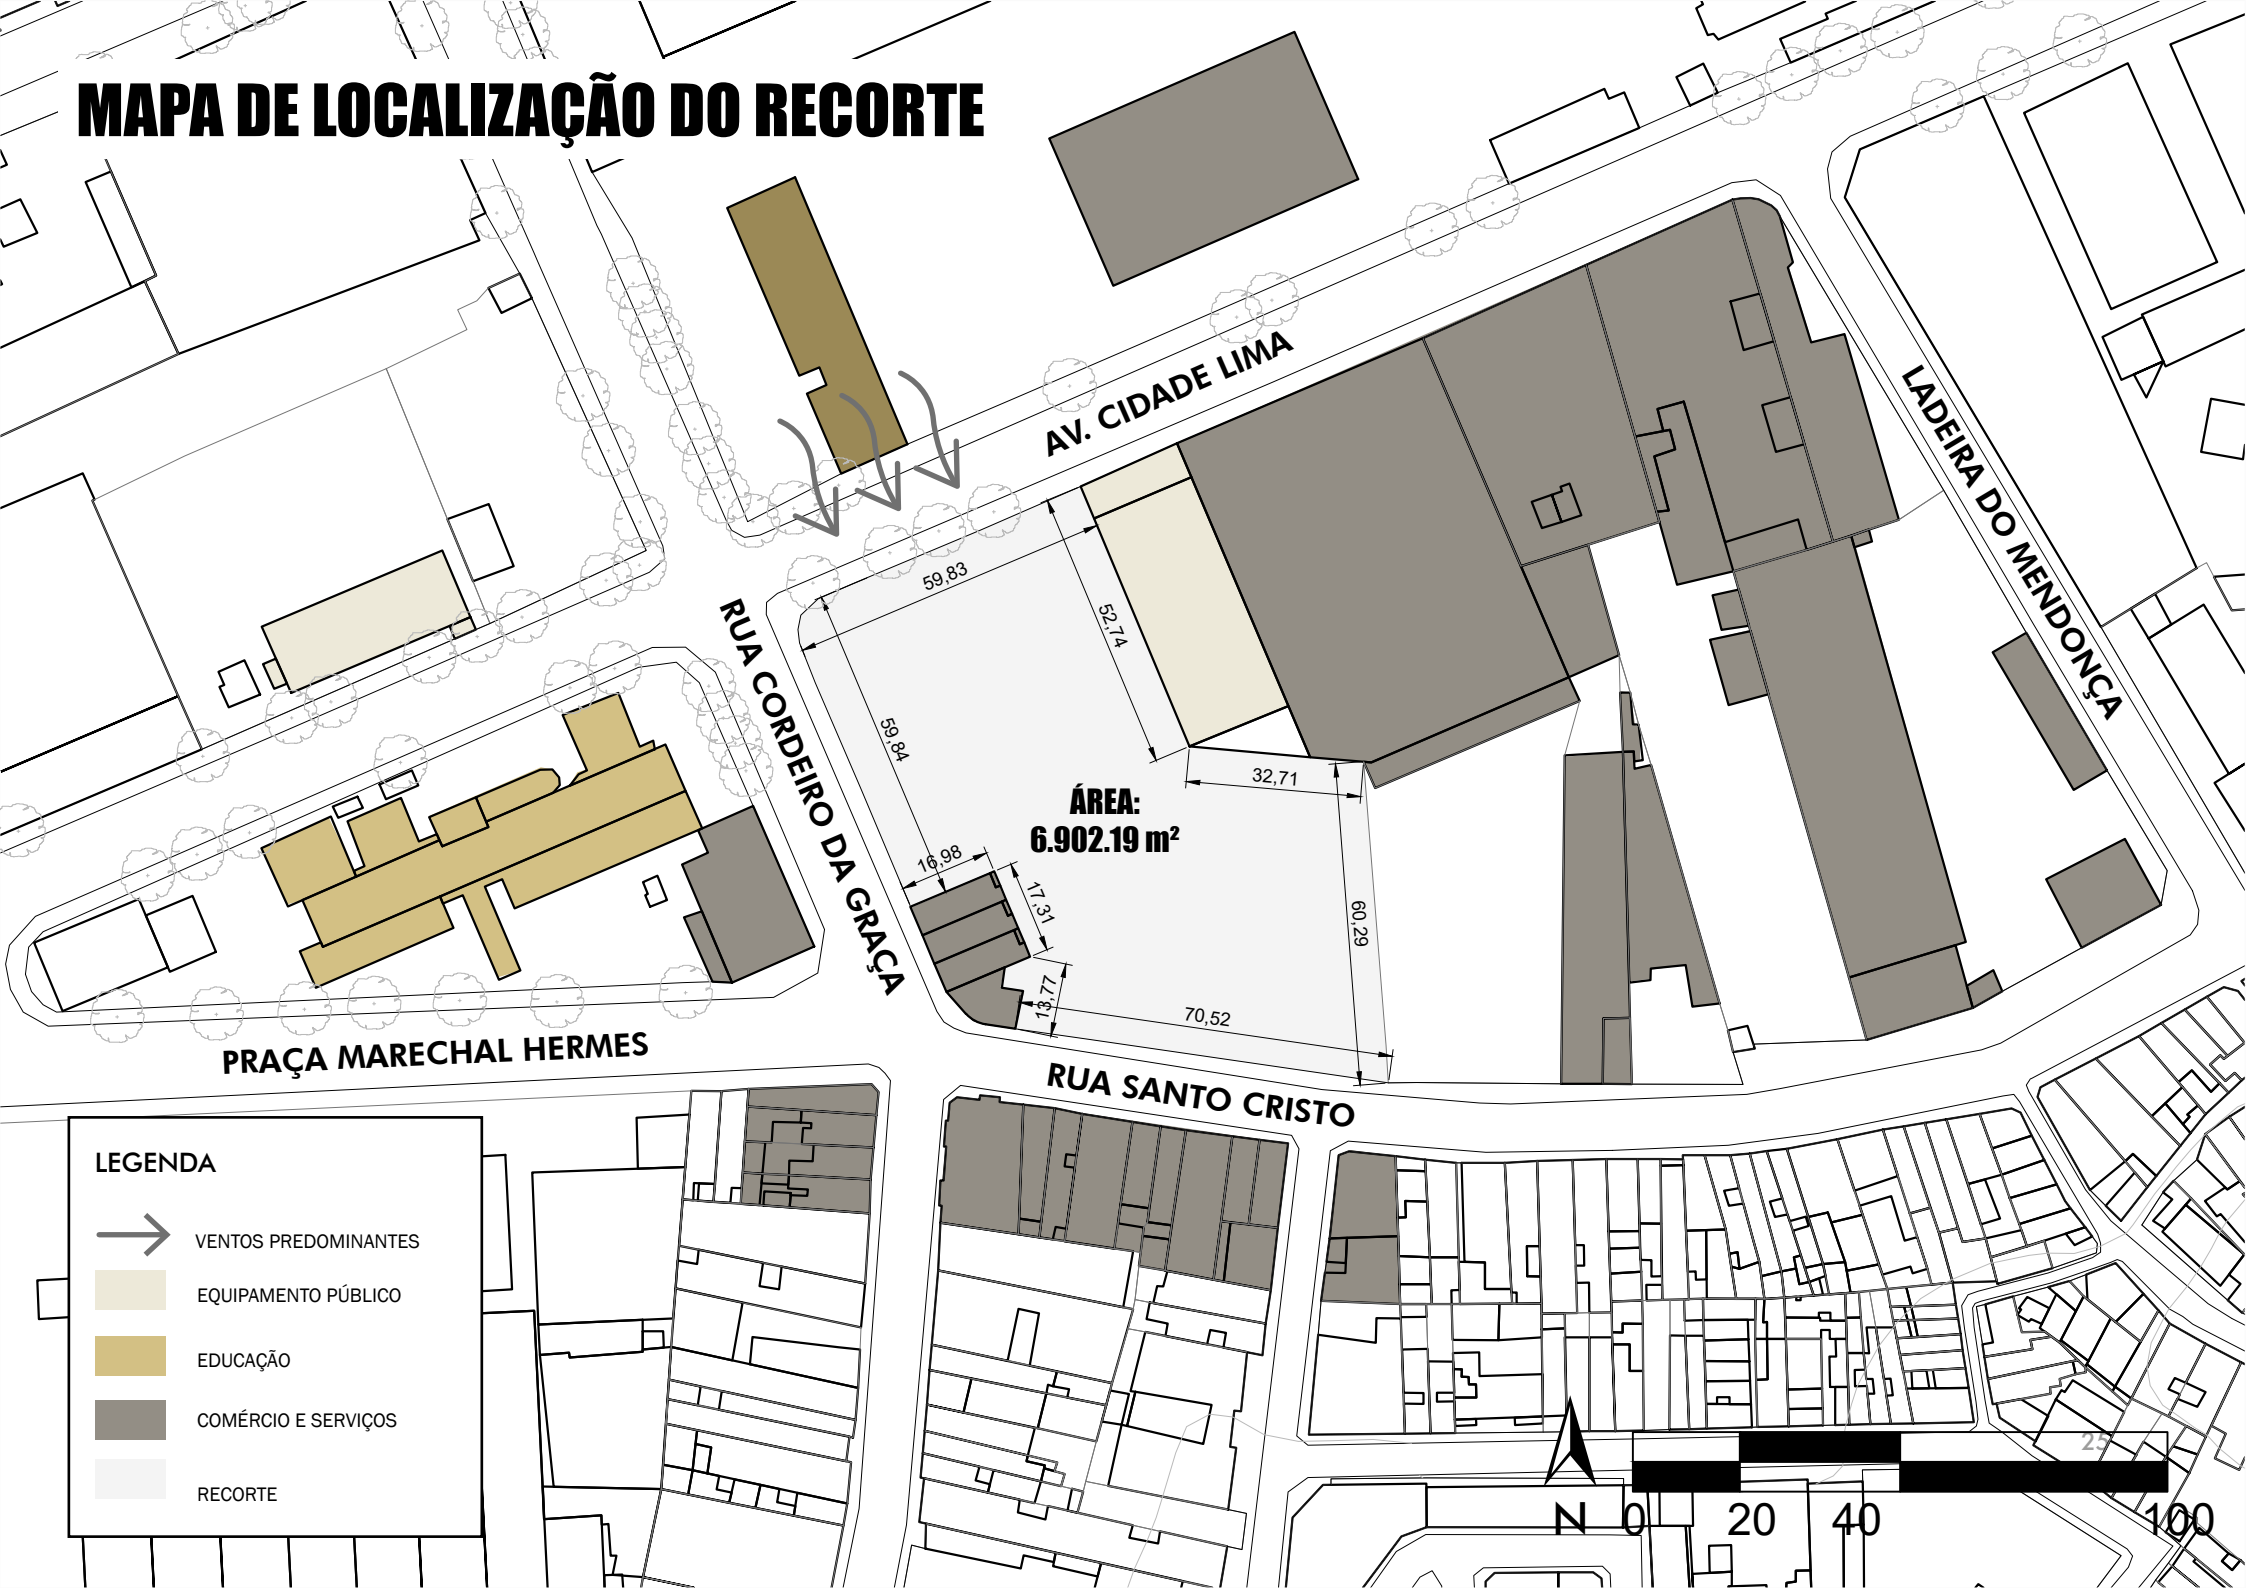 MAPA DE LOCALIZAÇÃO DO RECORTE
AV. CIDADE LIMA
LADEIRA DO MENDONÇA
RUA CORDEIRO DA GRAÇA
59,83
52,74
59,84
32,71
ÁREA:
6.902.19 m²
16,98
17,31
60,29
13,77
70,52
PRAÇA MARECHAL HERMES
RUA SANTO CRISTO
LEGENDA
VENTOS PREDOMINANTES
EQUIPAMENTO PÚBLICO
EDUCAÇÃO
COMÉRCIO E SERVIÇOS
RECORTE
25
N 0 20 40 100